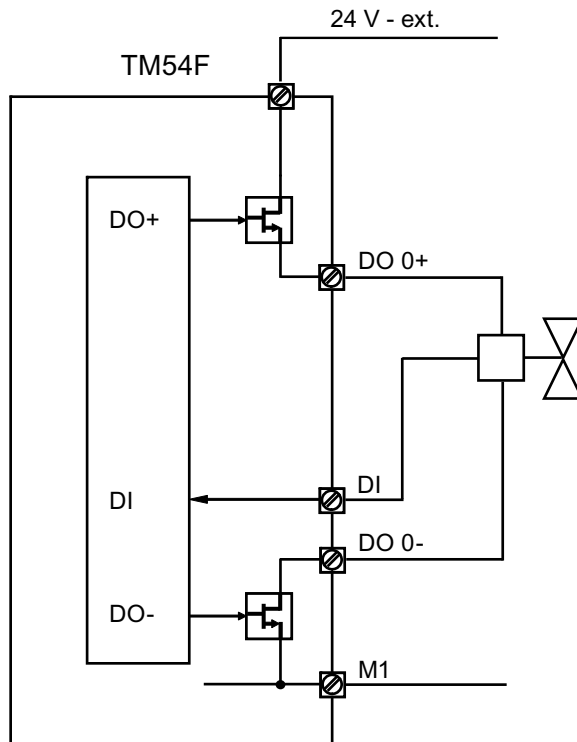 24 V - ext.
TM54F
DO+
DO 0+
DI
DI
DO 0-
DO-
M1